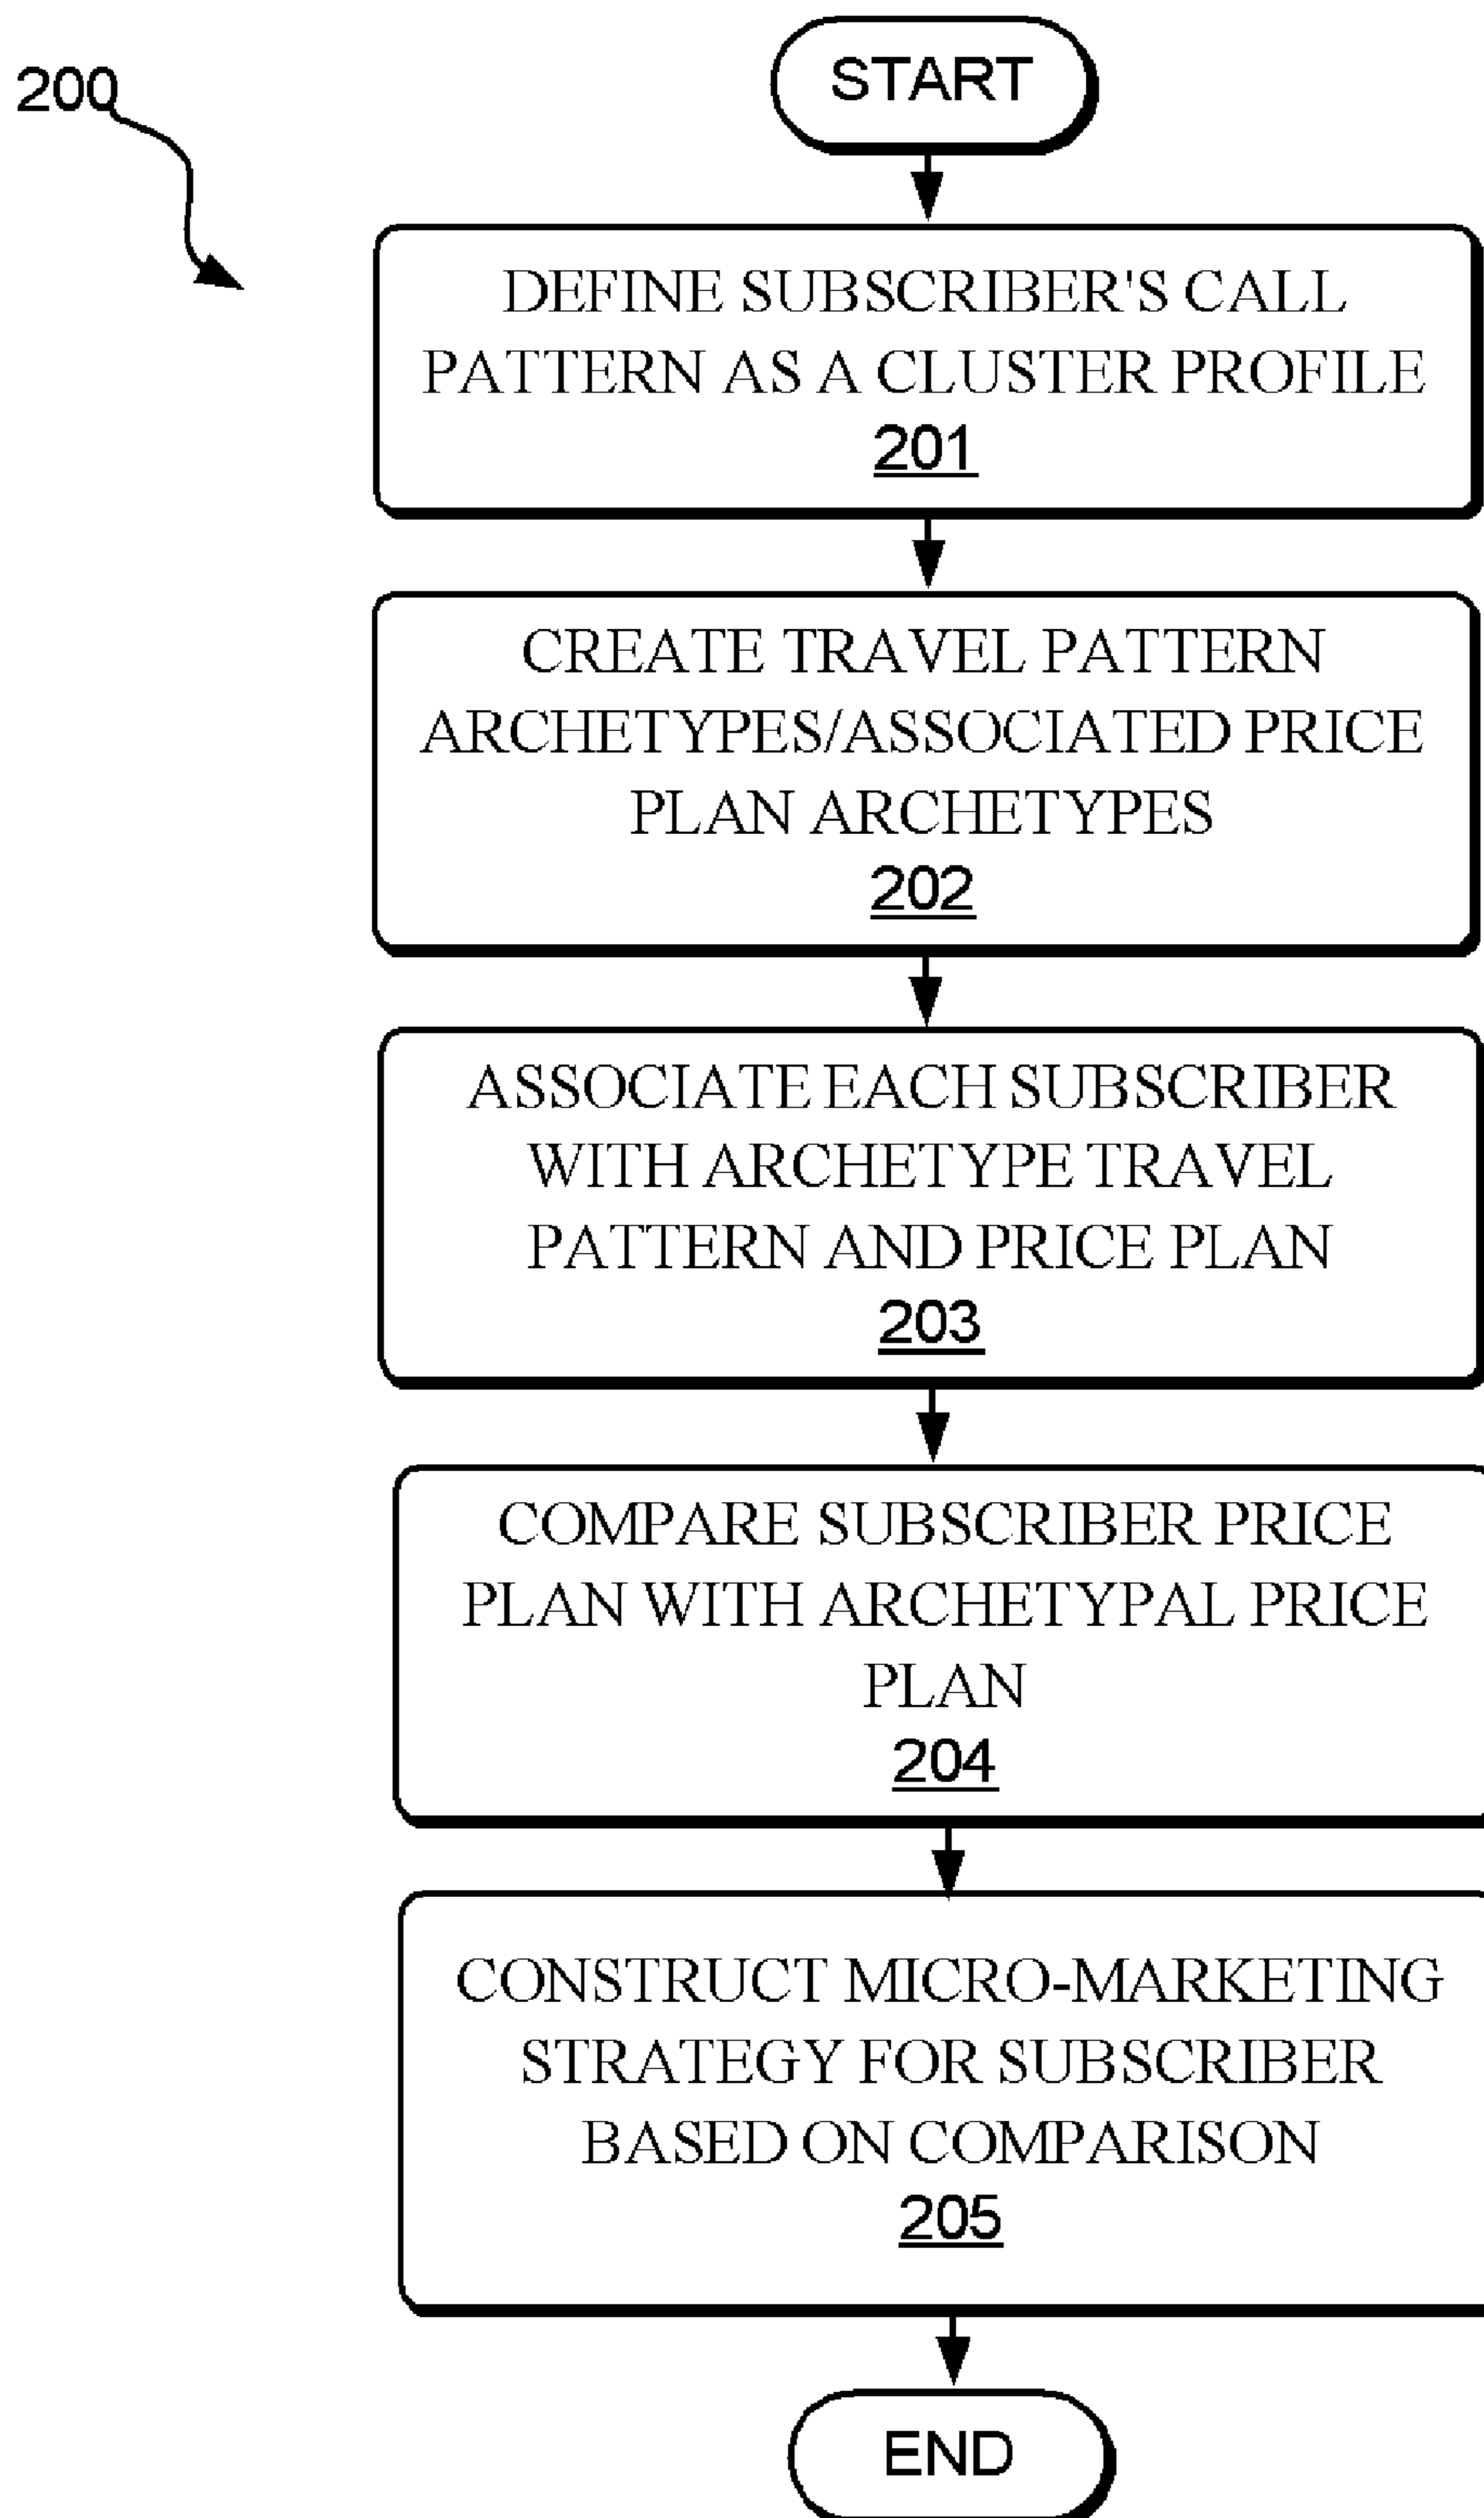 START
200
DEFINE SUBSCRIBER'S CALL
PATTERN AS A CLUSTER PROFILE
201
CREATE TRAVEL PATTERN
ARCHETYPES/ASSOCIATED PRICE
PLAN ARCHETYPES
202
ASSOCIATE EACH SUBSCRIBER
WITH ARCHETYPE TRAVEL
PATTERN AND PRICE PLAN
203
COMPARE SUBSCRIBER PRICE
PLAN WITH ARCHETYPAL PRICE
PLAN
204
CONSTRUCT MICRO-MARKETING
STRATEGY FOR SUBSCRIBER
BASED ON COMPARISON
205
END